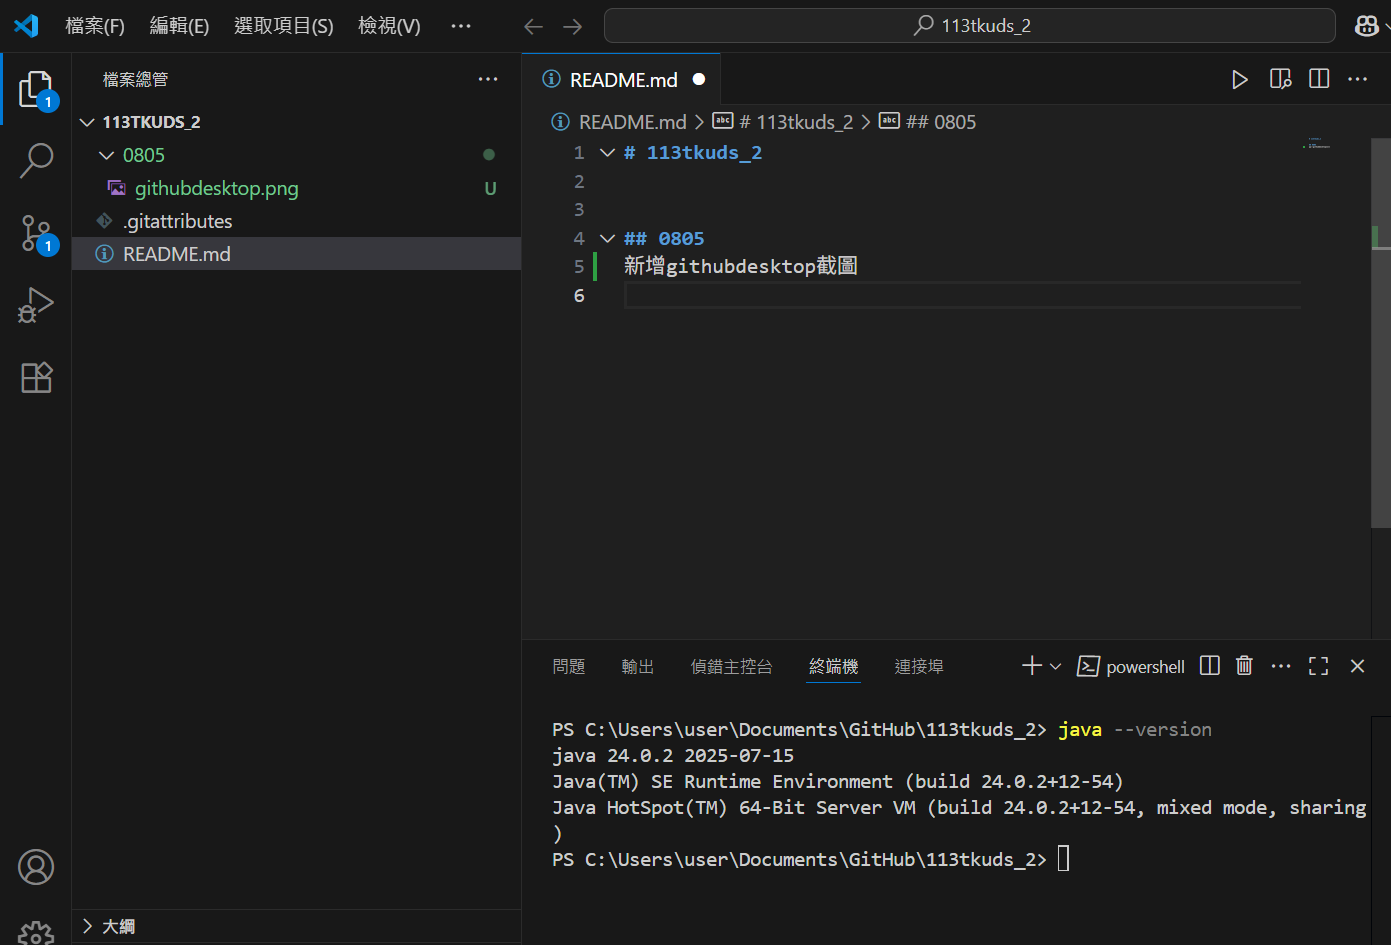 檔案(F) 編輯(E) 選取項目(S) 檢視(V) ··· 113tkuds_2
檔案總管 ···
1
113TKUDS_2
0805
githubdesktop.png U
.gitattributes
README.md
1
大綱
README.md ···
README.md > # 113tkuds_2 > ## 0805
1 # 113tkuds_2
2
3
4 ## 0805
5 新增githubdesktop截圖
6
問題 輸出 偵錯主控台 終端機 連接埠 powershell ···
PS C:\Users\user\Documents\GitHub\113tkuds_2> java --version
java 24.0.2 2025-07-15
Java(TM) SE Runtime Environment (build 24.0.2+12-54)
Java HotSpot(TM) 64-Bit Server VM (build 24.0.2+12-54, mixed mode, sharing
)
PS C:\Users\user\Documents\GitHub\113tkuds_2>